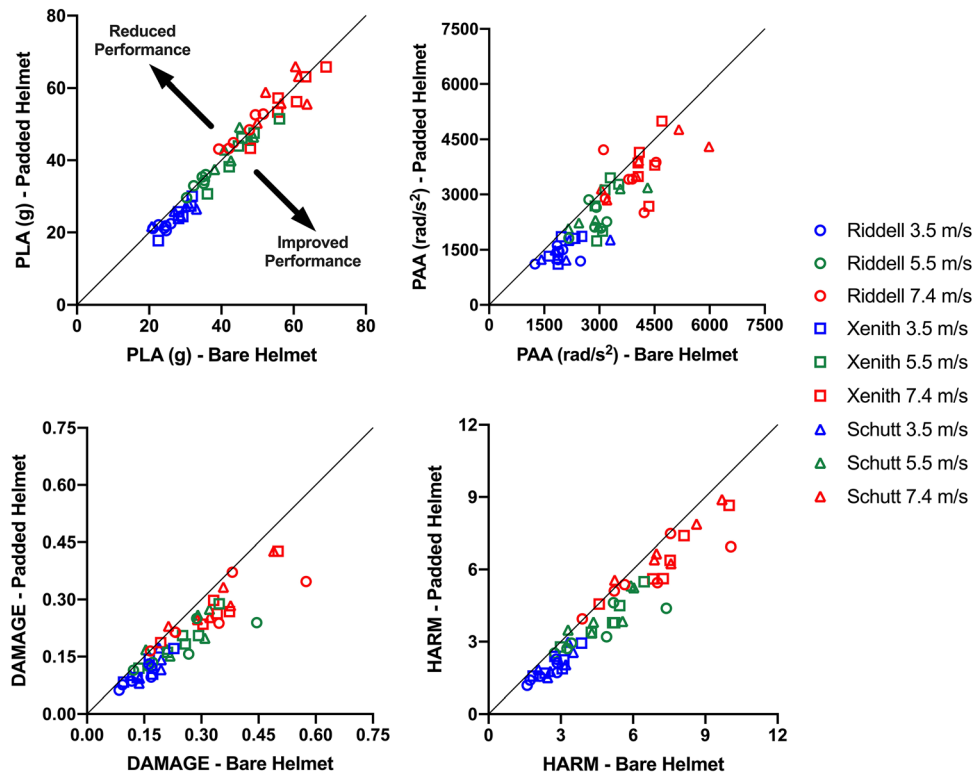 80
60
40
20
0
20
40
60
80
PLA (g) - Padded Helmet
PLA (g) - Bare Helmet
Reduced
Performance
Improved
Performance
7500
6000
4500
3000
1500
0
0
1500
3000
4500
6000
7500
PAA (rad/s²) - Padded Helmet
PAA (rad/s²) - Bare Helmet
Riddell 3.5 m/s
Riddell 5.5 m/s
Riddell 7.4 m/s
Xenith 3.5 m/s
Xenith 5.5 m/s
Xenith 7.4 m/s
Schutt 3.5 m/s
Schutt 5.5 m/s
Schutt 7.4 m/s
0.75
0.60
0.45
0.30
0.15
0.00
0.00
0.15
0.30
0.45
0.60
0.75
DAMAGE - Padded Helmet
DAMAGE - Bare Helmet
12
9
6
3
0
0
3
6
9
12
HARM - Padded Helmet
HARM - Bare Helmet